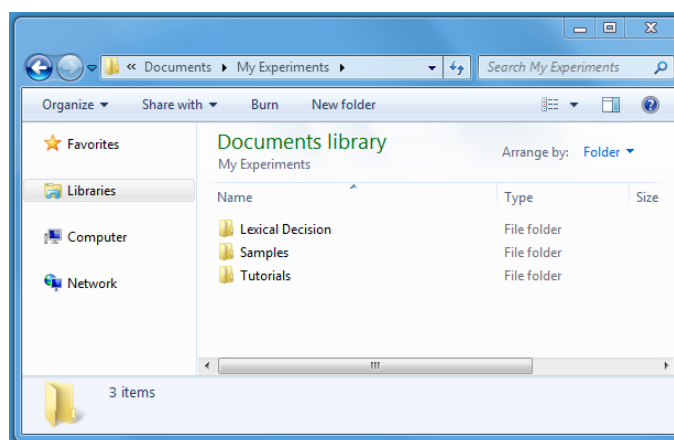 « Documents ▸ My Experiments ▸ Search My Experiments
Organize ▾ Share with ▾ Burn New folder
Favorites
Libraries
Computer
Network
Documents library
My Experiments
Arrange by: Folder ▾
Name Type Size
Lexical Decision File folder
Samples File folder
Tutorials File folder
3 items